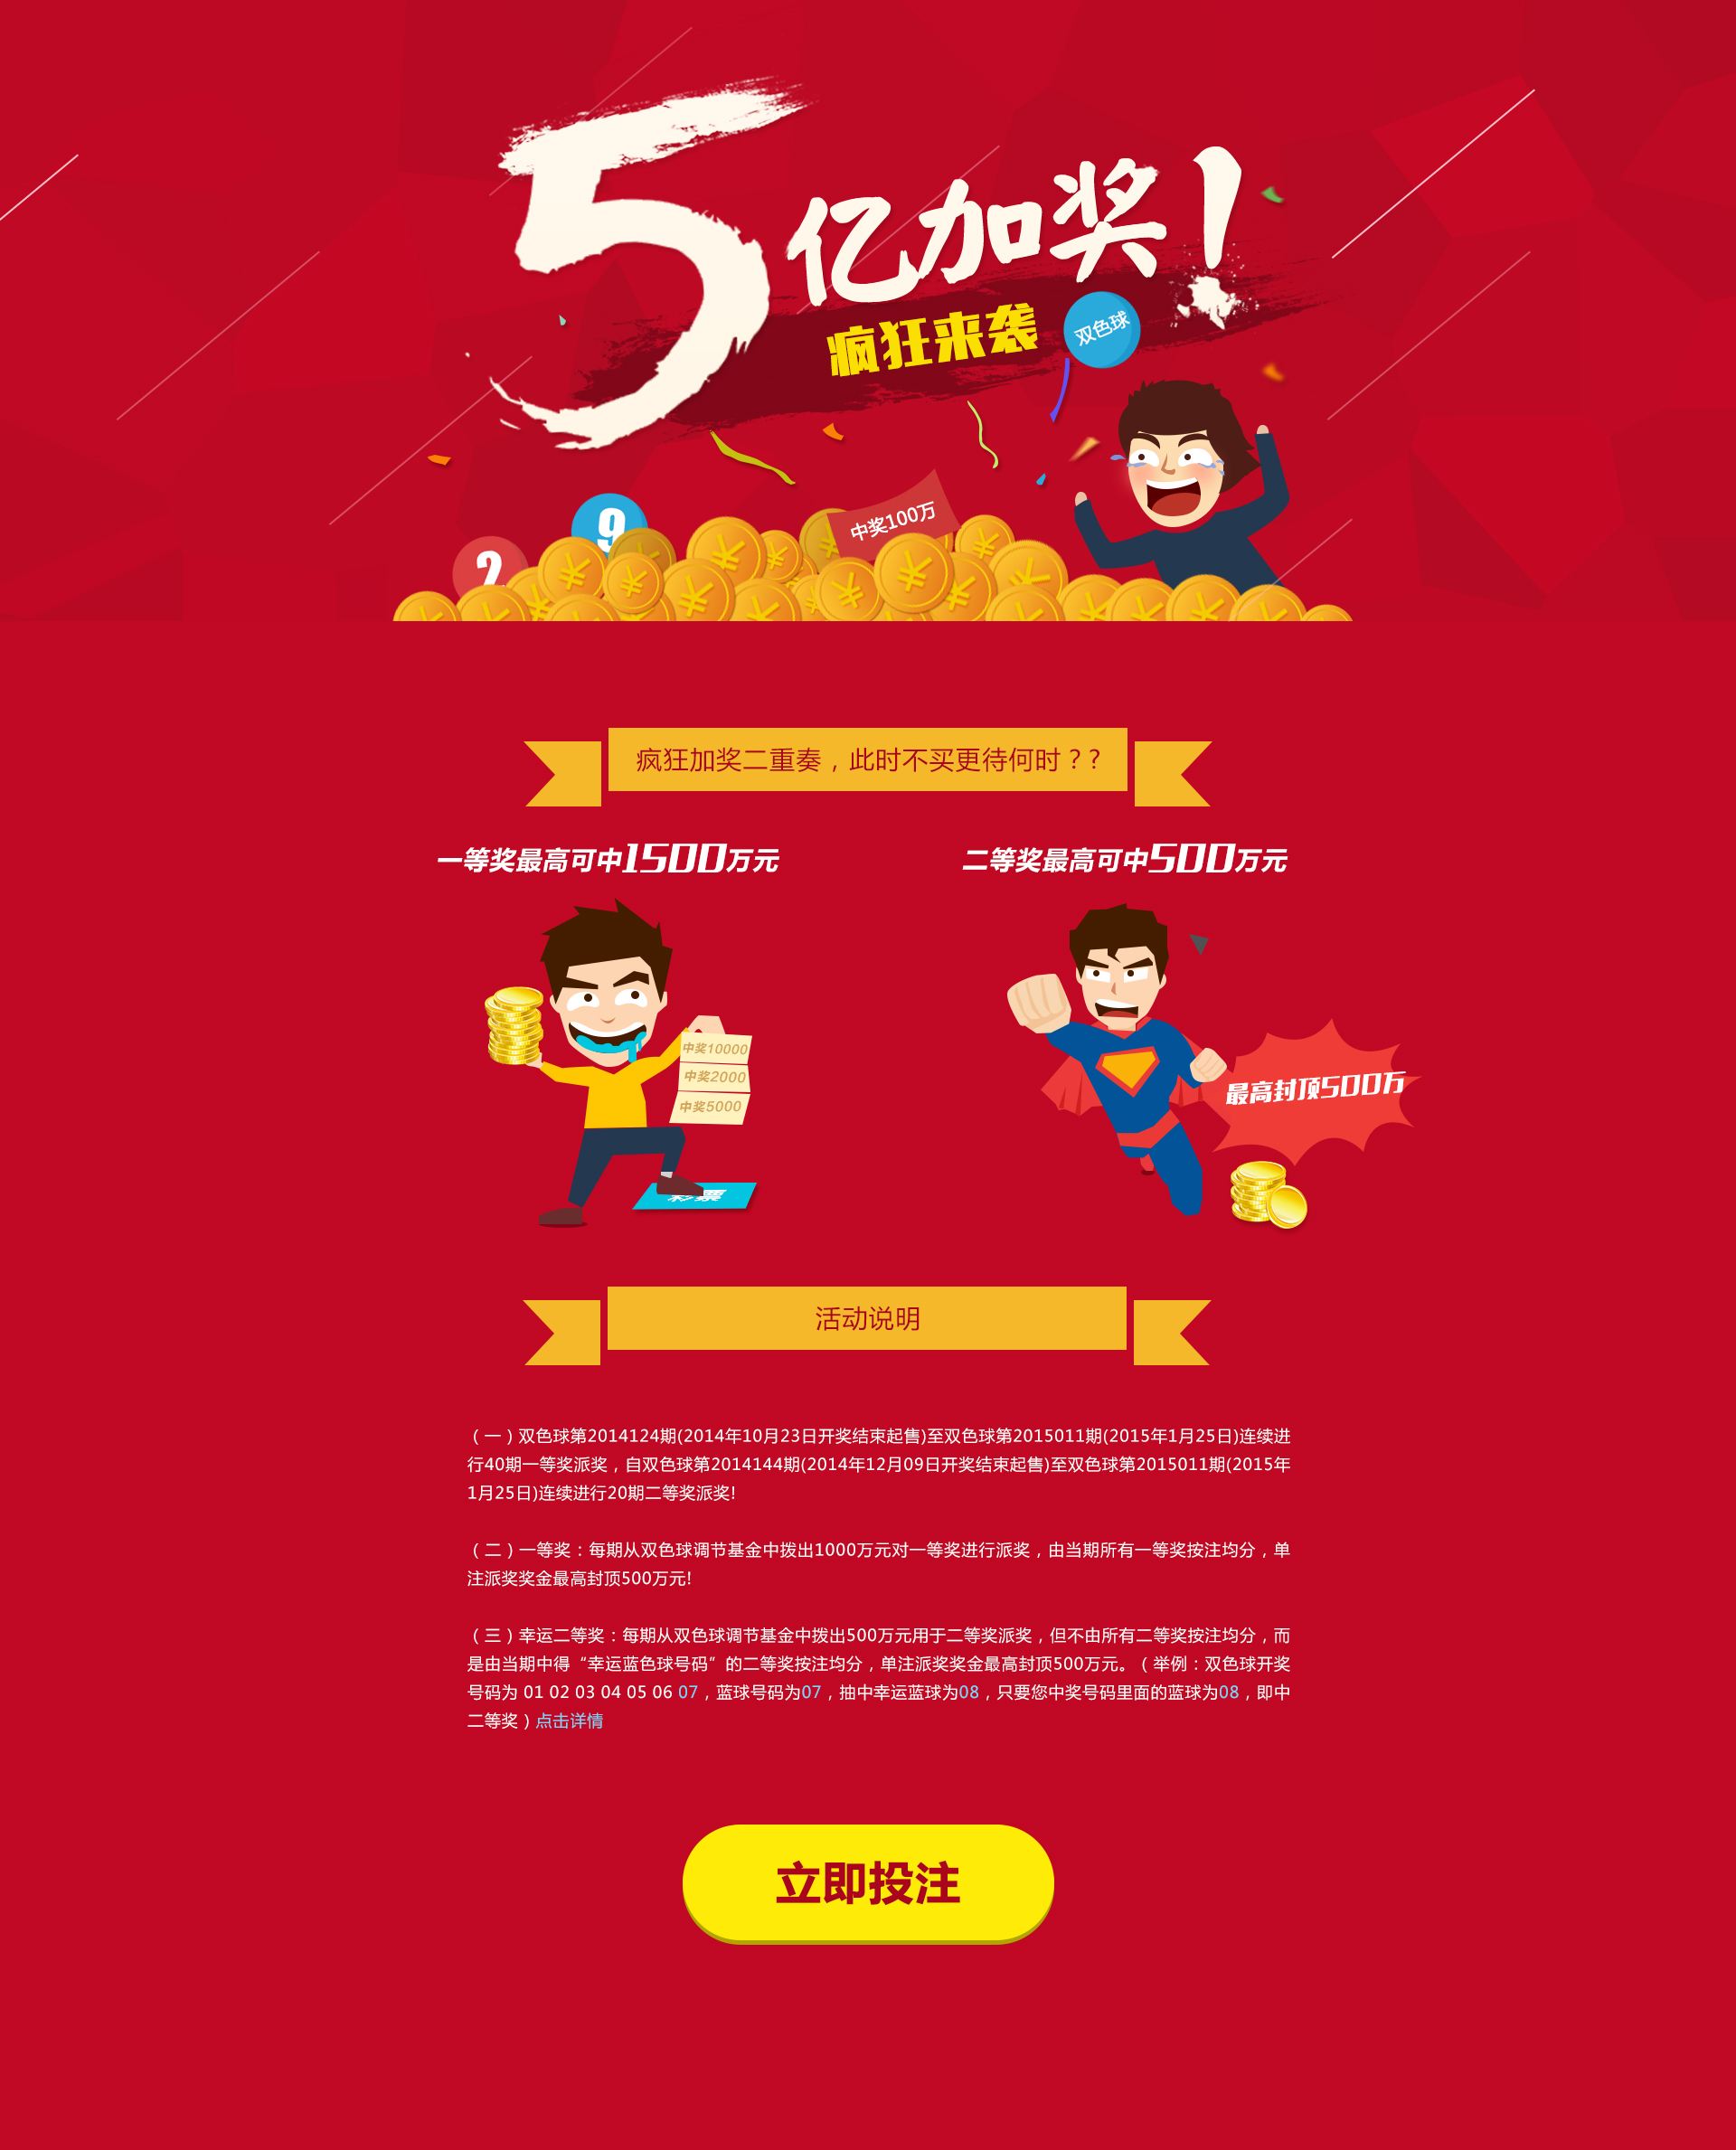 5亿加奖!
疯狂来袭
双色球
中奖100万
9
2
疯狂加奖二重奏，此时不买更待何时？?
一等奖最高可中1500万元
二等奖最高可中500万元
中奖10000
中奖2000
中奖5000
彩票
最高封顶500万
活动说明
（一）双色球第2014124期(2014年10月23日开奖结束起售)至双色球第2015011期(2015年1月25日)连续进
行40期一等奖派奖，自双色球第2014144期(2014年12月09日开奖结束起售)至双色球第2015011期(2015年
1月25日)连续进行20期二等奖派奖!
（二）一等奖：每期从双色球调节基金中拨出1000万元对一等奖进行派奖，由当期所有一等奖按注均分，单
注派奖奖金最高封顶500万元!
（三）幸运二等奖：每期从双色球调节基金中拨出500万元用于二等奖派奖，但不由所有二等奖按注均分，而
是由当期中得“幸运蓝色球号码”的二等奖按注均分，单注派奖奖金最高封顶500万元。（举例：双色球开奖
号码为 01 02 03 04 05 06 07，蓝球号码为07，抽中幸运蓝球为08，只要您中奖号码里面的蓝球为08，即中
二等奖）点击详情
立即投注